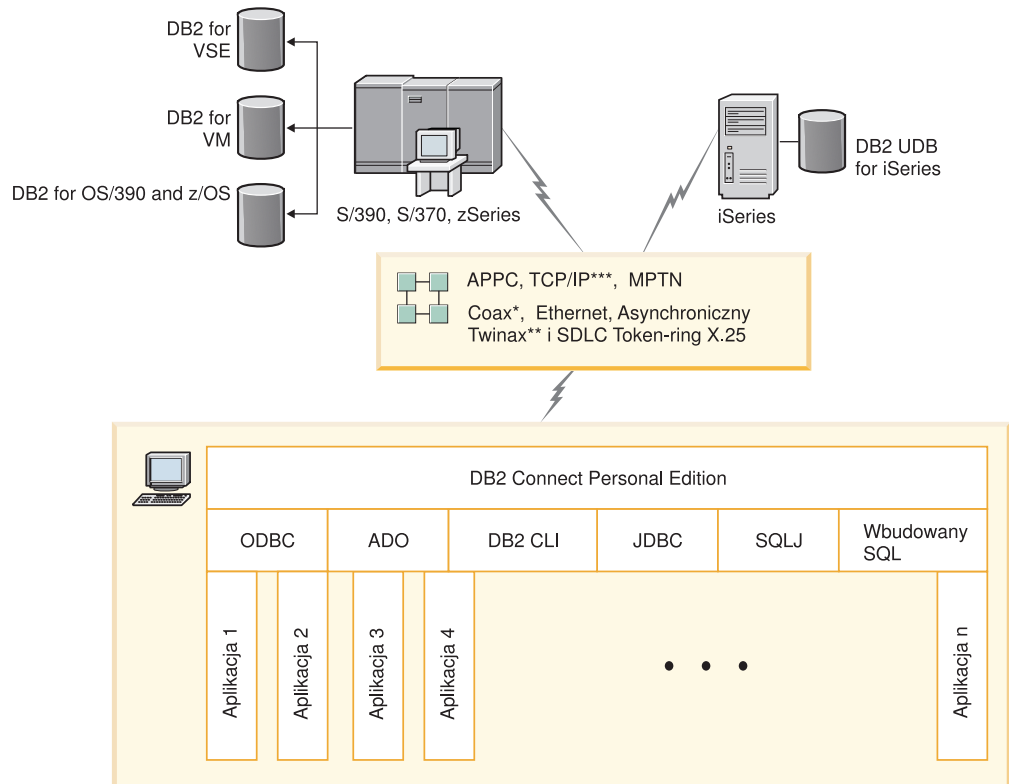 DB2 for
VSE
DB2 for
VM
DB2 for OS/390 and z/OS
S/390, S/370, zSeries
iSeries
DB2 UDB
for iSeries
APPC, TCP/IP***, MPTN
Coax*, Ethernet, Asynchroniczny
Twinax** i SDLC Token-ring X.25
DB2 Connect Personal Edition
ODBC
ADO
DB2 CLI
JDBC
SQLJ
Wbudowany
SQL
Aplikacja 1
Aplikacja 2
Aplikacja 3
Aplikacja 4
Aplikacja n